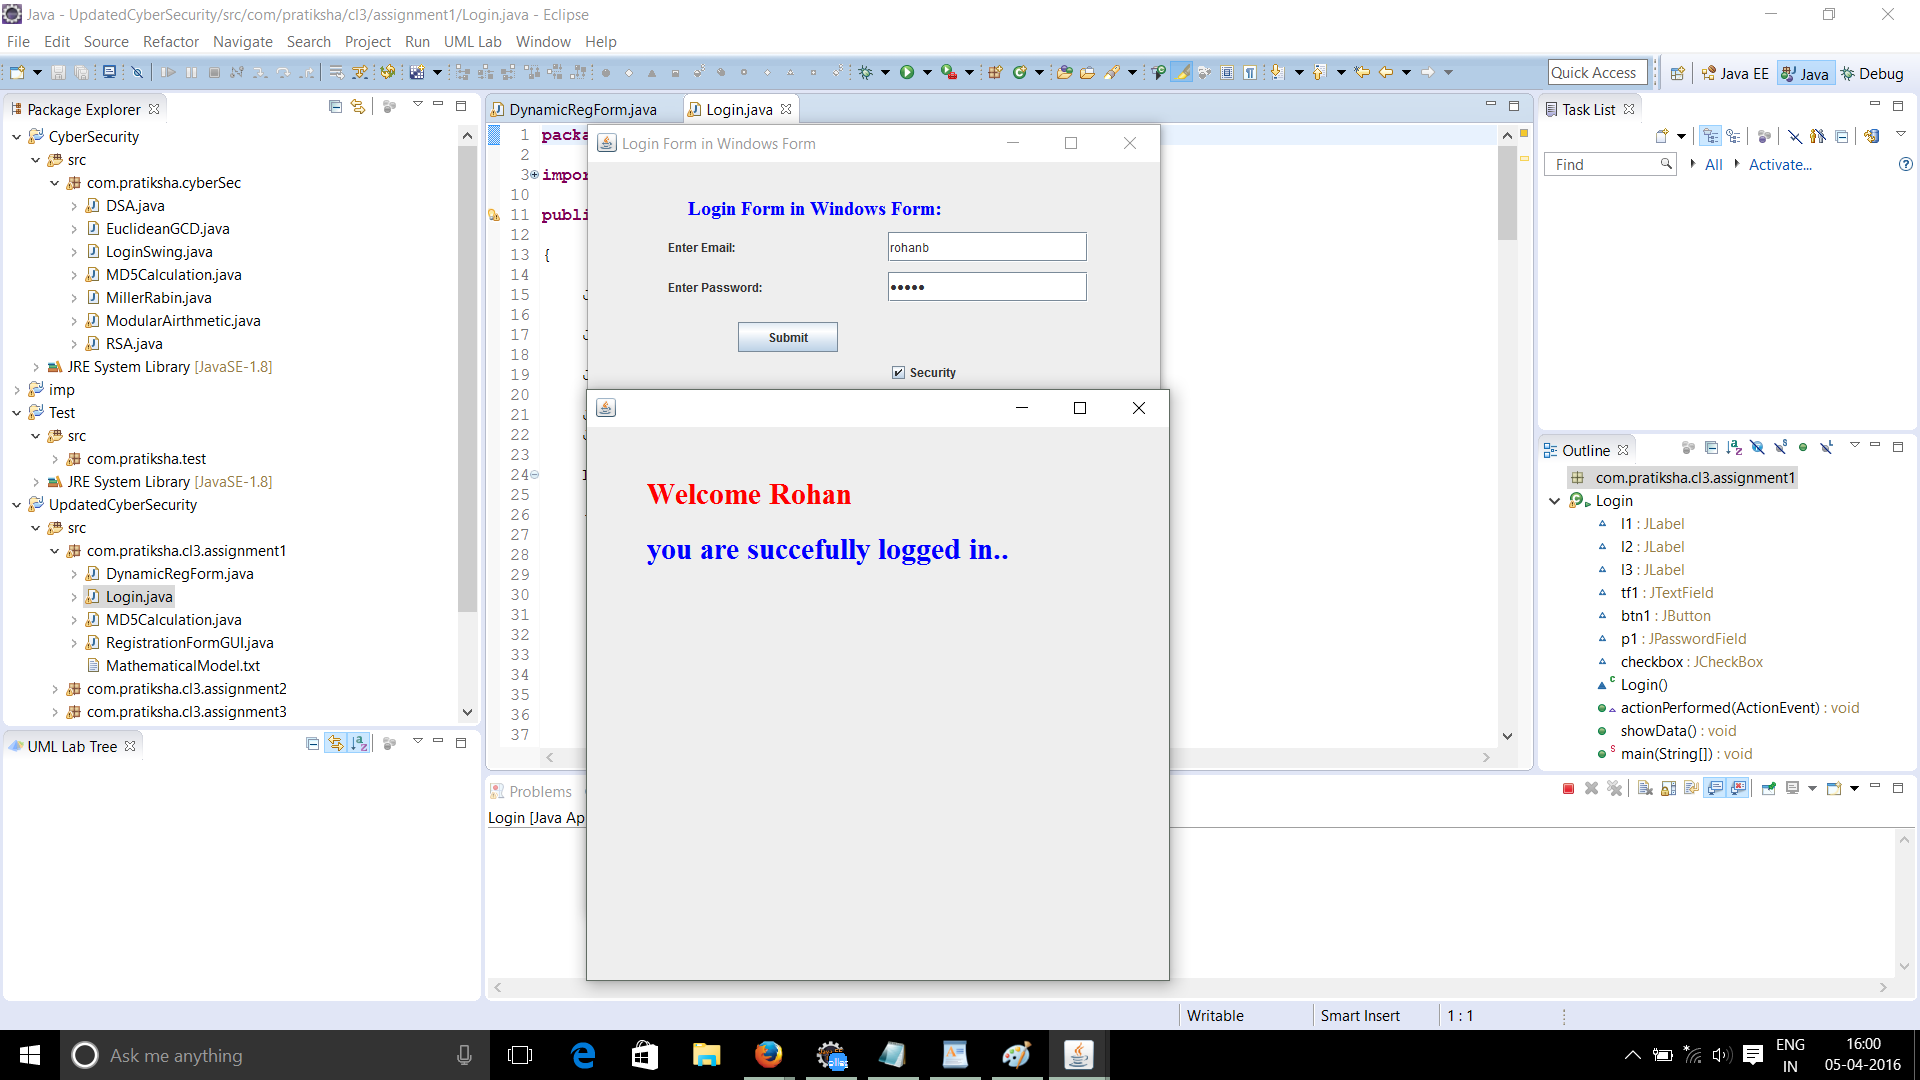 Java - UpdatedCyberSecurity/src/com/pratiksha/cl3/assignment1/Login.java - Eclipse
File Edit Source Refactor Navigate Search Project Run UML Lab Window Help
Quick Access
Java EE
Java
Debug
Package Explorer
CyberSecurity
src
com.pratiksha.cyberSec
DSA.java
EuclideanGCD.java
LoginSwing.java
MD5Calculation.java
MillerRabin.java
ModularAirthmetic.java
RSA.java
JRE System Library [JavaSE-1.8]
imp
Test
src
com.pratiksha.test
JRE System Library [JavaSE-1.8]
UpdatedCyberSecurity
src
com.pratiksha.cl3.assignment1
DynamicRegForm.java
Login.java
MD5Calculation.java
RegistrationFormGUI.java
MathematicalModel.txt
com.pratiksha.cl3.assignment2
com.pratiksha.cl3.assignment3
UML Lab Tree
DynamicRegForm.java
Login.java
1 packa
2
3 impor
10
11 publi
12
13 {
14
15
16
17
18
19
20
21
22
23
24
25
26
27
28
29
30
31
32
33
34
35
36
37
Login Form in Windows Form
Login Form in Windows Form:
Enter Email: rohanb
Enter Password: •••••
Submit
Security
Welcome Rohan
you are succefully logged in..
Problems
Login [Java Ap
Task List
Find
All
Activate...
Outline
com.pratiksha.cl3.assignment1
Login
l1 : JLabel
l2 : JLabel
l3 : JLabel
tf1 : JTextField
btn1 : JButton
p1 : JPasswordField
checkbox : JCheckBox
Login()
actionPerformed(ActionEvent) : void
showData() : void
main(String[]) : void
Writable
Smart Insert
1 : 1
Ask me anything
ENG
IN
16:00
05-04-2016